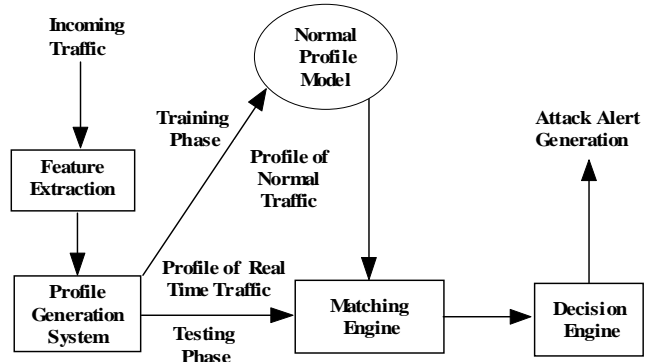 Incoming
Traffic
Normal
Profile
Model
Training
Phase
Attack Alert
Generation
Feature
Extraction
Profile of
Normal
Traffic
Profile of Real
Time Traffic
Profile
Generation
System
Matching
Engine
Decision
Engine
Testing
Phase